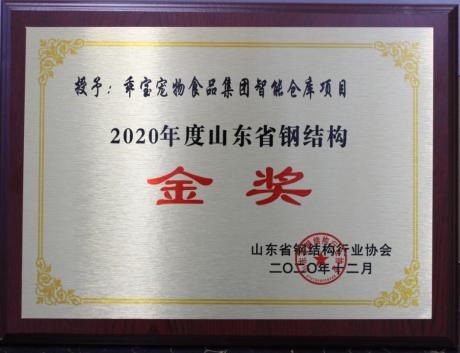 授予：乖宝宠物食品集团智能仓库项目
2020年度山东省钢结构
金奖
山东省钢结构行业协会
二〇二〇年十二月